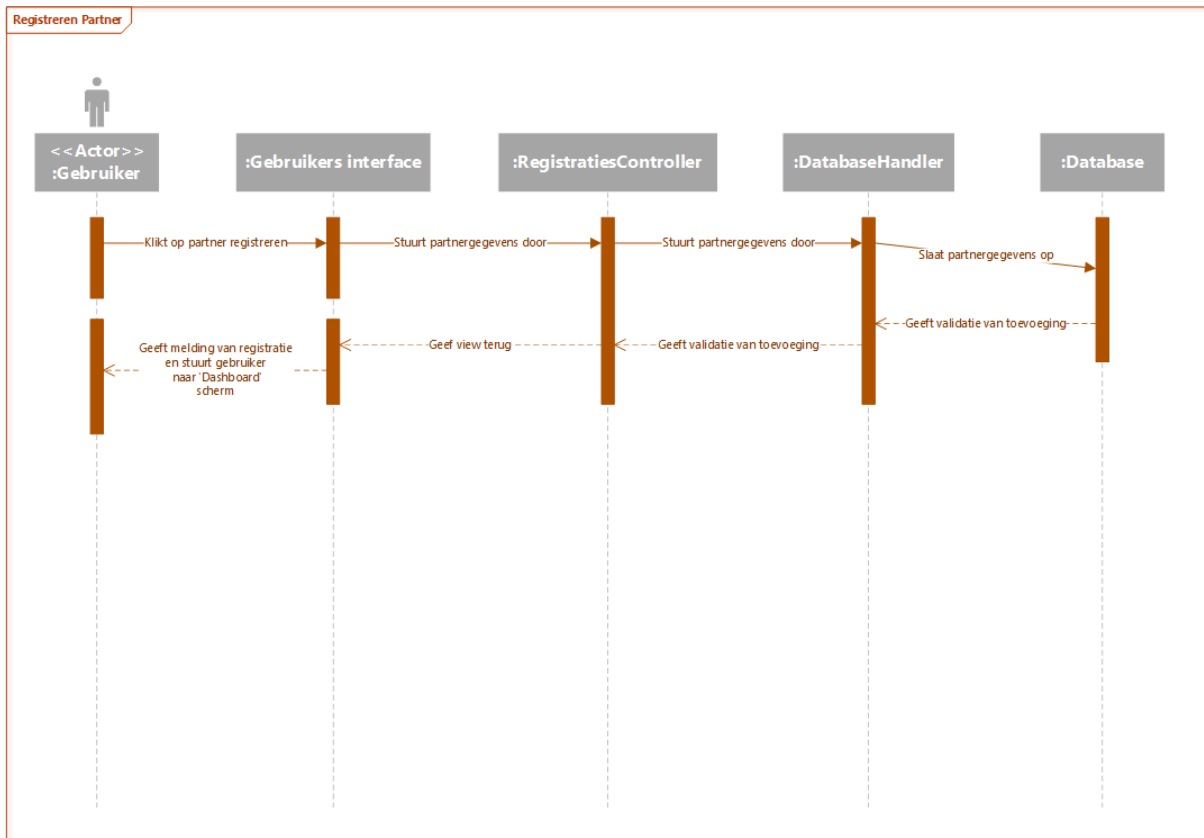 Registreren Partner
<<Actor>>
:Gebruiker
:Gebruikers interface
:RegistratiesController
:DatabaseHandler
:Database
Klikt op partner registreren
Stuurt partnergegevens door
Stuurt partnergegevens door
Slaat partnergegevens op
Geeft validatie van toevoeging
Geeft validatie van toevoeging
Geef view terug
Geeft melding van registratie
en stuurt gebruiker
naar 'Dashboard'
scherm